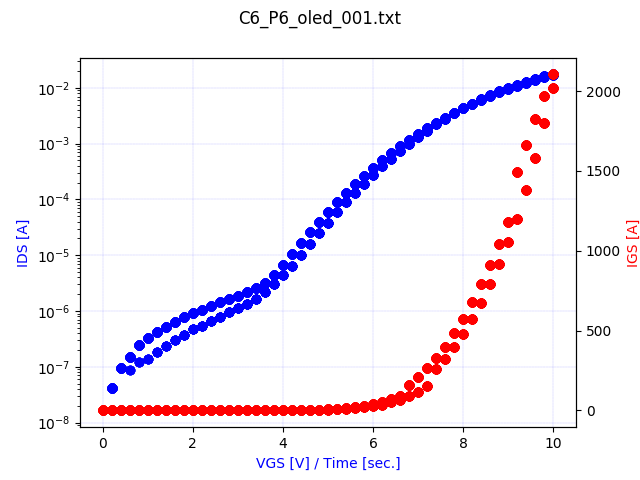 C6_P6_oled_001.txt
IDS [A]
10⁻²
10⁻³
10⁻⁴
10⁻⁵
10⁻⁶
10⁻⁷
10⁻⁸
2000
1500
1000
500
0
IGS [A]
0 2 4 6 8 10
VGS [V] / Time [sec.]